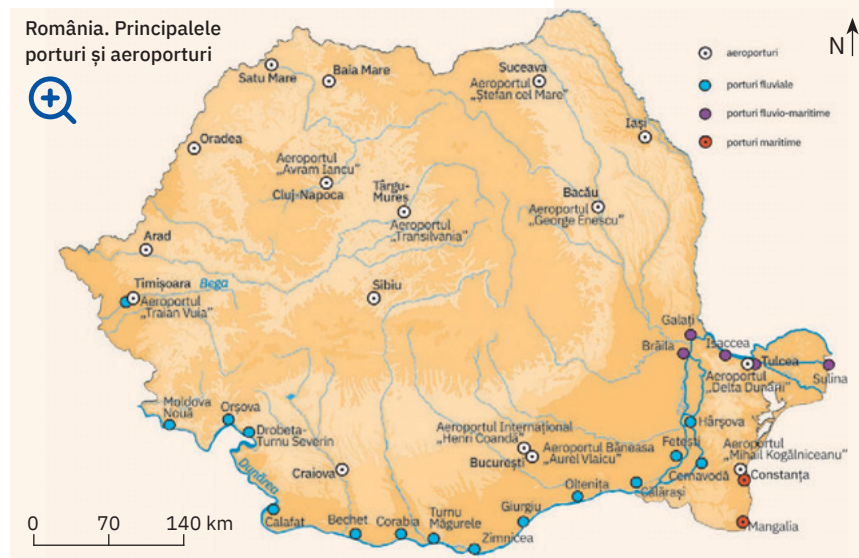 România. Principalele
porturi și aeroporturi
N
aeroporturi
porturi fluviale
porturi fluvio-maritime
porturi maritime
Satu Mare
Baia Mare
Suceava
Aeroportul
„Ștefan cel Mare”
Iași
Oradea
Aeroportul
„Avram Iancu”
Cluj-Napoca
Târgu-
Mureș
Aeroportul
„Transilvania”
Bacău
Aeroportul
„George Enescu”
Arad
Timișoara
Bega
Aeroportul
„Traian Vuia”
Sibiu
Galați
Brăila
Isaccea
Tulcea
Aeroportul
„Delta Dunării”
Sulina
Moldova
Nouă
Orșova
Drobeta-
Turnu Severin
Dunărea
Craiova
Aeroportul Internațional
„Henri Coandă”
București
Aeroportul Băneasa
„Aurel Vlaicu”
Hârșova
Fetești
Cernavodă
Aeroportul
„Mihail Kogălniceanu”
Constanța
Mangalia
Călărași
Oltenița
Giurgiu
Zimnicea
Turnu
Măgurele
Corabia
Bechet
Calafat
0 70 140 km